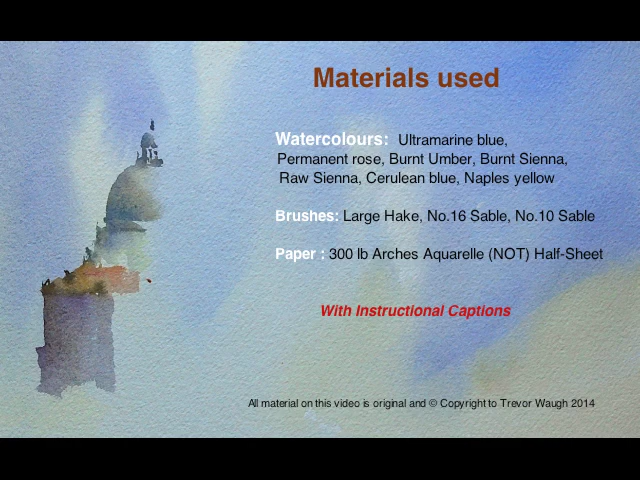 Materials used
Watercolours: Ultramarine blue,
Permanent rose, Burnt Umber, Burnt Sienna,
Raw Sienna, Cerulean blue, Naples yellow
Brushes: Large Hake, No.16 Sable, No.10 Sable
Paper : 300 lb Arches Aquarelle (NOT) Half-Sheet
With Instructional Captions
All material on this video is original and © Copyright to Trevor Waugh 2014